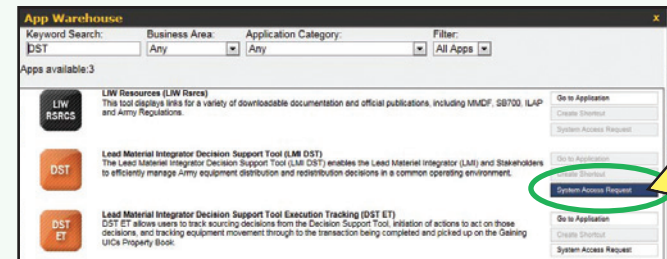 App Warehouse x
Keyword Search: Business Area: Application Category: Filter:
DST Any Any All Apps
Apps available:3
LIW RSRCS
LIW Resources (LIW Rsrcs)
This tool displays links for a variety of downloadable documentation and official publications, including MMDF, SB700, ILAP
and Army Regulations.
Go to Application
Create Shortcut
System Access Request
DST
Lead Material Integrator Decision Support Tool (LMI DST)
The Lead Materiel Integrator Decision Support Tool (LMI DST) enables the Lead Materiel Integrator (LMI) and Stakeholders
to efficiently manage Army equipment distribution and redistribution decisions in a common operating environment.
Go to Application
Create Shortcut
System Access Request
DST
ET
Lead Material Integrator Decision Support Tool Execution Tracking (DST ET)
DST ET allows users to track sourcing decisions from the Decision Support Tool, initiation of actions to act on those
decisions, and tracking equipment movement through to the transaction being completed and picked up on the Gaining
UICs Property Book.
Go to Application
Create Shortcut
System Access Request